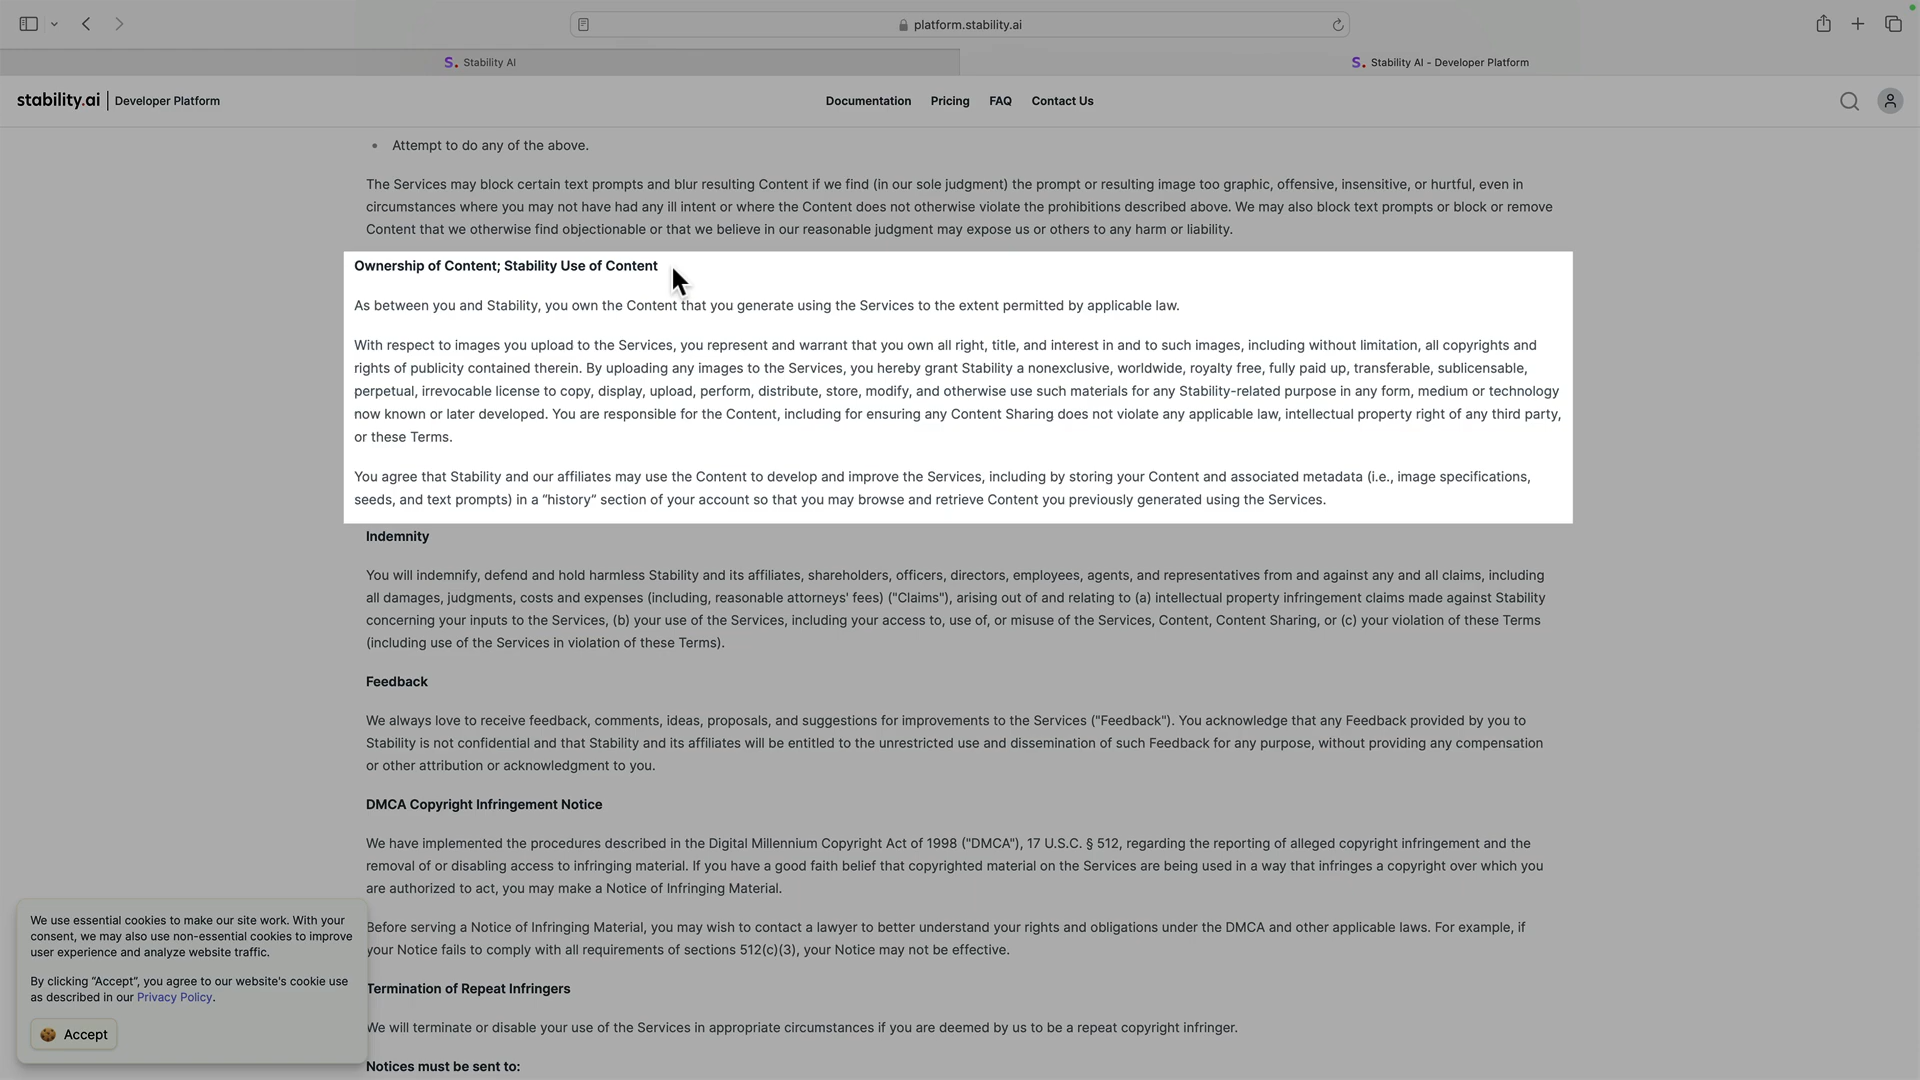 platform.stability.ai
S. Stability AI
S. Stability AI - Developer Platform
stability.ai | Developer Platform
Documentation Pricing FAQ Contact Us
• Attempt to do any of the above.
The Services may block certain text prompts and blur resulting Content if we find (in our sole judgment) the prompt or resulting image too graphic, offensive, insensitive, or hurtful, even in
circumstances where you may not have had any ill intent or where the Content does not otherwise violate the prohibitions described above. We may also block text prompts or block or remove
Content that we otherwise find objectionable or that we believe in our reasonable judgment may expose us or others to any harm or liability.
Ownership of Content; Stability Use of Content
As between you and Stability, you own the Content that you generate using the Services to the extent permitted by applicable law.
With respect to images you upload to the Services, you represent and warrant that you own all right, title, and interest in and to such images, including without limitation, all copyrights and
rights of publicity contained therein. By uploading any images to the Services, you hereby grant Stability a nonexclusive, worldwide, royalty free, fully paid up, transferable, sublicensable,
perpetual, irrevocable license to copy, display, upload, perform, distribute, store, modify, and otherwise use such materials for any Stability-related purpose in any form, medium or technology
now known or later developed. You are responsible for the Content, including for ensuring any Content Sharing does not violate any applicable law, intellectual property right of any third party,
or these Terms.
You agree that Stability and our affiliates may use the Content to develop and improve the Services, including by storing your Content and associated metadata (i.e., image specifications,
seeds, and text prompts) in a “history” section of your account so that you may browse and retrieve Content you previously generated using the Services.
Indemnity
You will indemnify, defend and hold harmless Stability and its affiliates, shareholders, officers, directors, employees, agents, and representatives from and against any and all claims, including
all damages, judgments, costs and expenses (including, reasonable attorneys' fees) ("Claims"), arising out of and relating to (a) intellectual property infringement claims made against Stability
concerning your inputs to the Services, (b) your use of the Services, including your access to, use of, or misuse of the Services, Content, Content Sharing, or (c) your violation of these Terms
(including use of the Services in violation of these Terms).
Feedback
We always love to receive feedback, comments, ideas, proposals, and suggestions for improvements to the Services ("Feedback"). You acknowledge that any Feedback provided by you to
Stability is not confidential and that Stability and its affiliates will be entitled to the unrestricted use and dissemination of such Feedback for any purpose, without providing any compensation
or other attribution or acknowledgment to you.
DMCA Copyright Infringement Notice
We have implemented the procedures described in the Digital Millennium Copyright Act of 1998 ("DMCA"), 17 U.S.C. § 512, regarding the reporting of alleged copyright infringement and the
removal of or disabling access to infringing material. If you have a good faith belief that copyrighted material on the Services are being used in a way that infringes a copyright over which you
are authorized to act, you may make a Notice of Infringing Material.
Before serving a Notice of Infringing Material, you may wish to contact a lawyer to better understand your rights and obligations under the DMCA and other applicable laws. For example, if
your Notice fails to comply with all requirements of sections 512(c)(3), your Notice may not be effective.
Termination of Repeat Infringers
We will terminate or disable your use of the Services in appropriate circumstances if you are deemed by us to be a repeat copyright infringer.
Notices must be sent to:
We use essential cookies to make our site work. With your
consent, we may also use non-essential cookies to improve
user experience and analyze website traffic.
By clicking “Accept”, you agree to our website's cookie use
as described in our Privacy Policy.
Accept